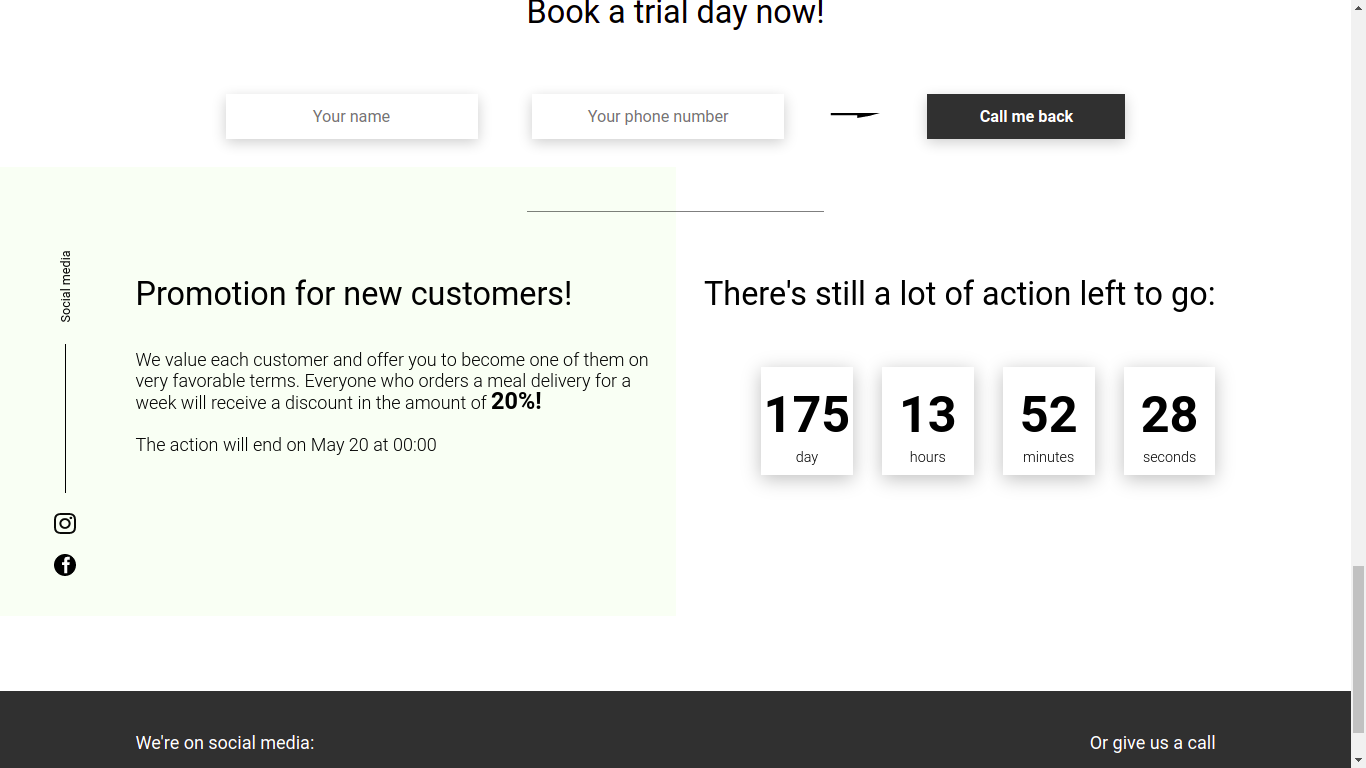 Book a trial day now!
Your name
Your phone number
Call me back
Social media
Promotion for new customers!
We value each customer and offer you to become one of them on
very favorable terms. Everyone who orders a meal delivery for a
week will receive a discount in the amount of 20%!
The action will end on May 20 at 00:00
There's still a lot of action left to go:
175
day
13
hours
52
minutes
28
seconds
We're on social media:
Or give us a call